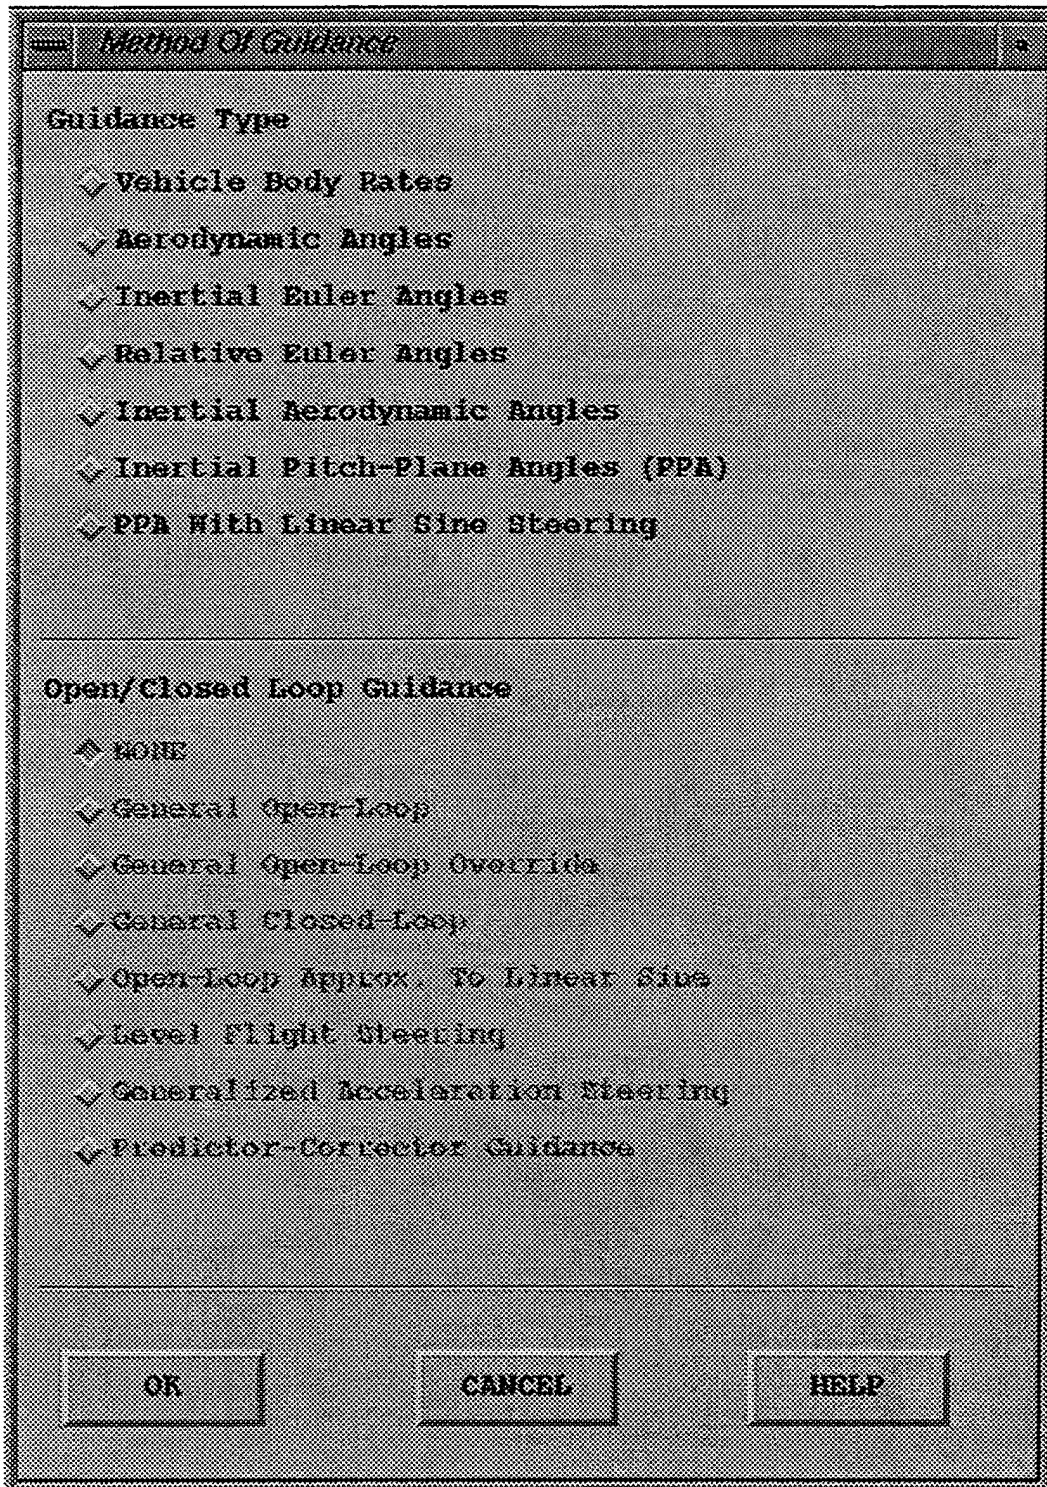 Method Of Guidance
Guidance Type
Vehicle Body Rates
Aerodynamic Angles
Inertial Euler Angles
Relative Euler Angles
Inertial Aerodynamic Angles
Inertial Pitch-Plane Angles (PPA)
PPA With Linear Sine Steering
Open/Closed Loop Guidance
NONE
General Open-Loop
General Open-Loop Override
General Closed-Loop
Open-Loop Approx. To Linear Sine
Level Flight Steering
Generalized Acceleration Steering
Predictor-Corrector Guidance
OK CANCEL HELP